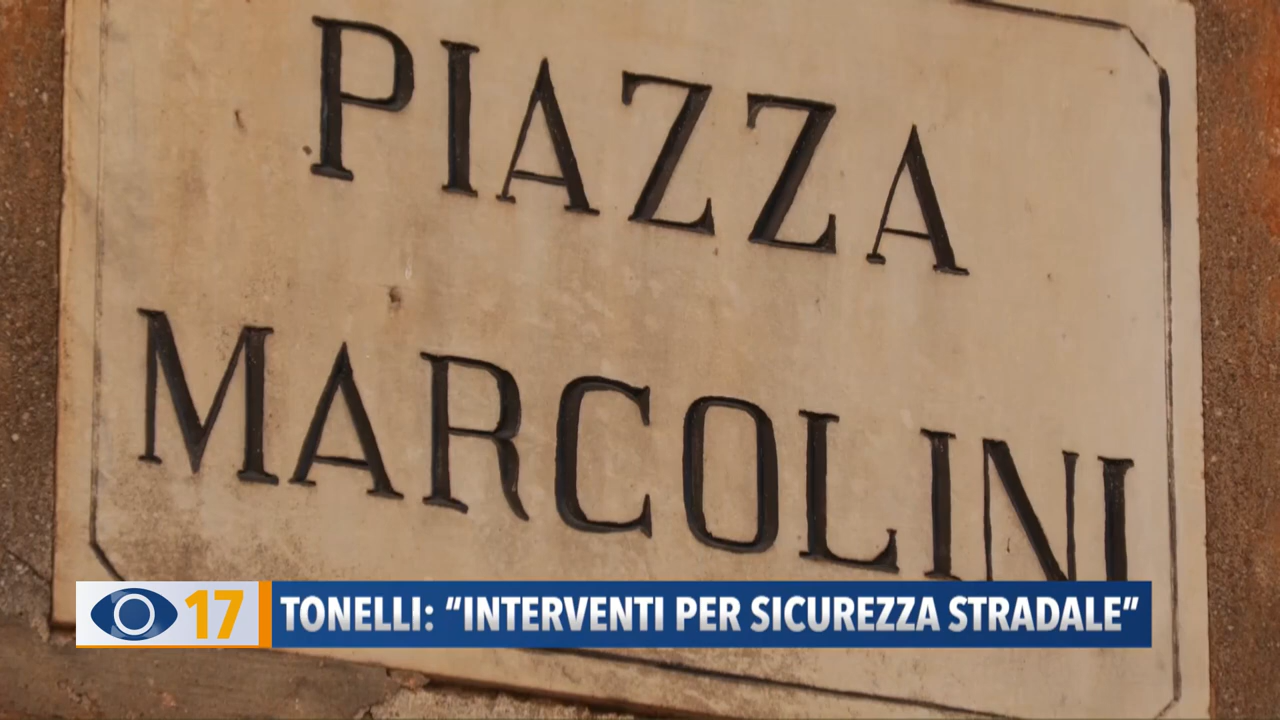 PIAZZA
MARCOLINI
17 TONELLI: “INTERVENTI PER SICUREZZA STRADALE”